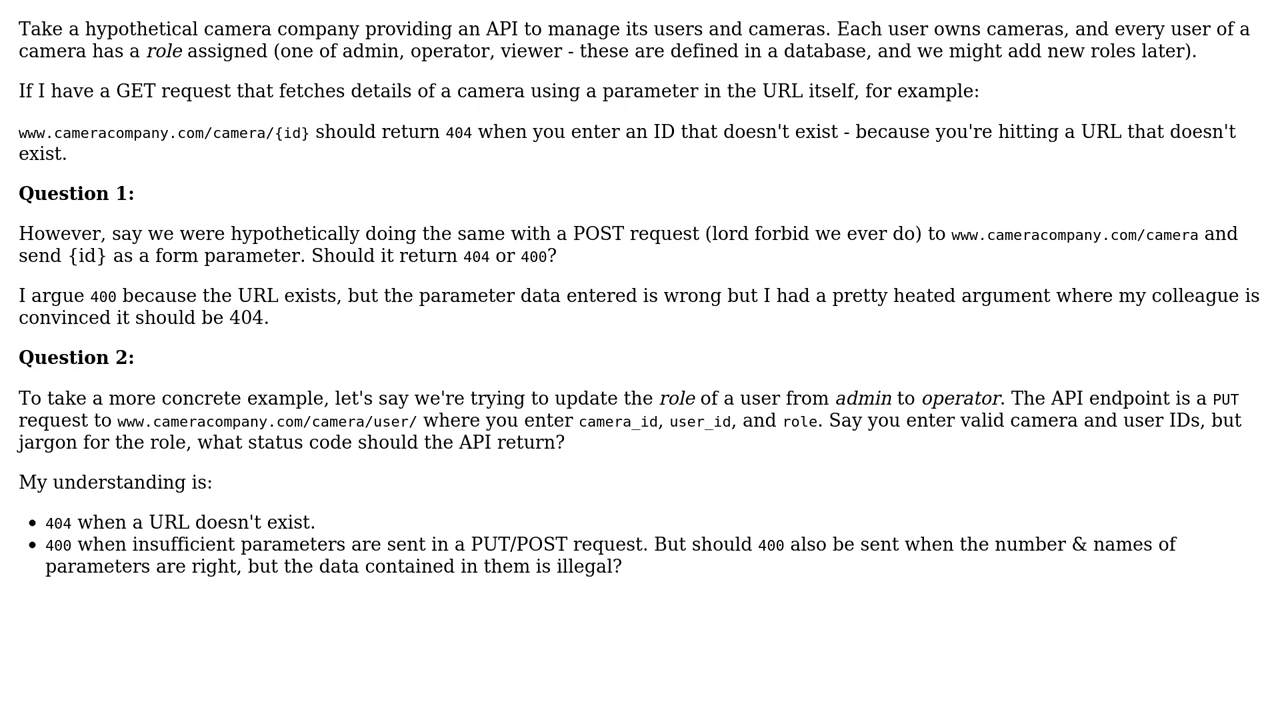 Take a hypothetical camera company providing an API to manage its users and cameras. Each user owns cameras, and every user of a
camera has a role assigned (one of admin, operator, viewer - these are defined in a database, and we might add new roles later).
If I have a GET request that fetches details of a camera using a parameter in the URL itself, for example:
www.cameracompany.com/camera/{id} should return 404 when you enter an ID that doesn't exist - because you're hitting a URL that doesn't
exist.
Question 1:
However, say we were hypothetically doing the same with a POST request (lord forbid we ever do) to www.cameracompany.com/camera and
send {id} as a form parameter. Should it return 404 or 400?
I argue 400 because the URL exists, but the parameter data entered is wrong but I had a pretty heated argument where my colleague is
convinced it should be 404.
Question 2:
To take a more concrete example, let's say we're trying to update the role of a user from admin to operator. The API endpoint is a PUT
request to www.cameracompany.com/camera/user/ where you enter camera_id, user_id, and role. Say you enter valid camera and user IDs, but
jargon for the role, what status code should the API return?
My understanding is:
• 404 when a URL doesn't exist.
• 400 when insufficient parameters are sent in a PUT/POST request. But should 400 also be sent when the number & names of
parameters are right, but the data contained in them is illegal?